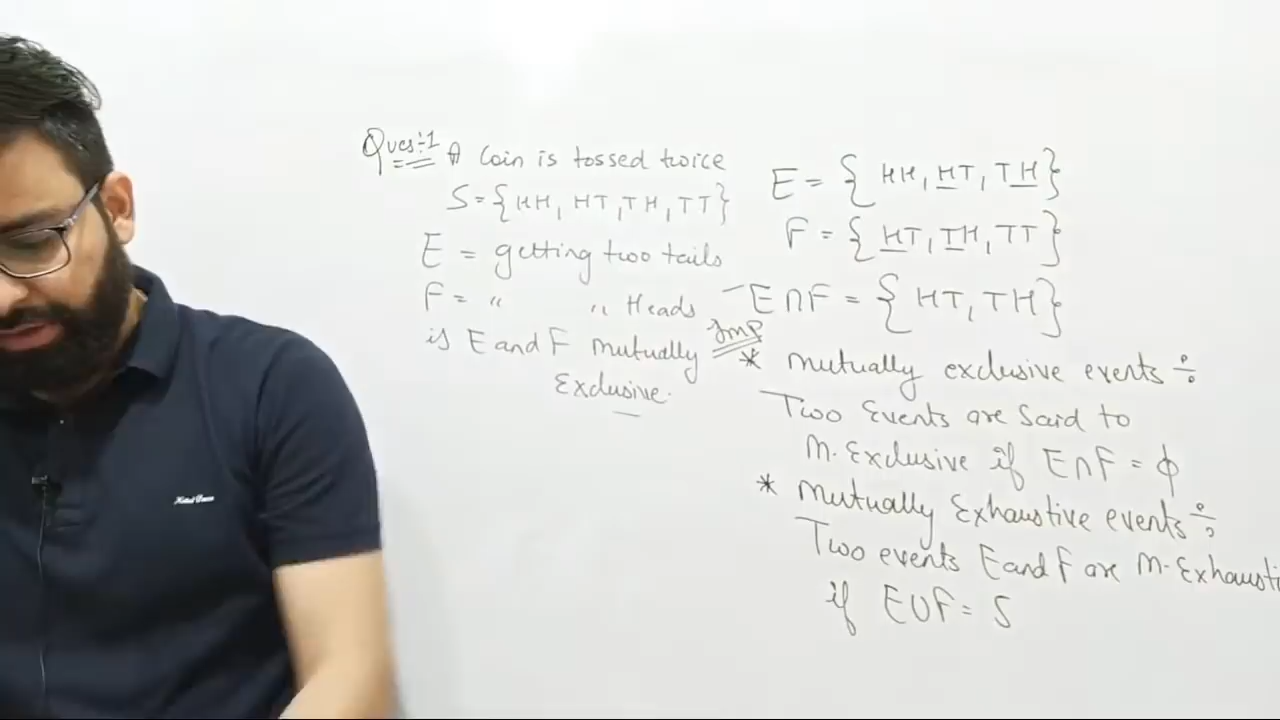 Ques:-1 A Coin is tossed twice
S = {HH, HT, TH, TT}
E = getting two tails
F = " " Heads
is E and F Mutually
Exclusive.
E = { HH, HT, TH}
F = { HT, TH, TT}
E∩F = { HT, TH}
Imp
* Mutually exclusive events ÷
Two Events are Said to
M. Exclusive if E∩F = ϕ
* Mutually Exhaustive events ÷
Two events E and F are M. Exhausti
if E∪F = S